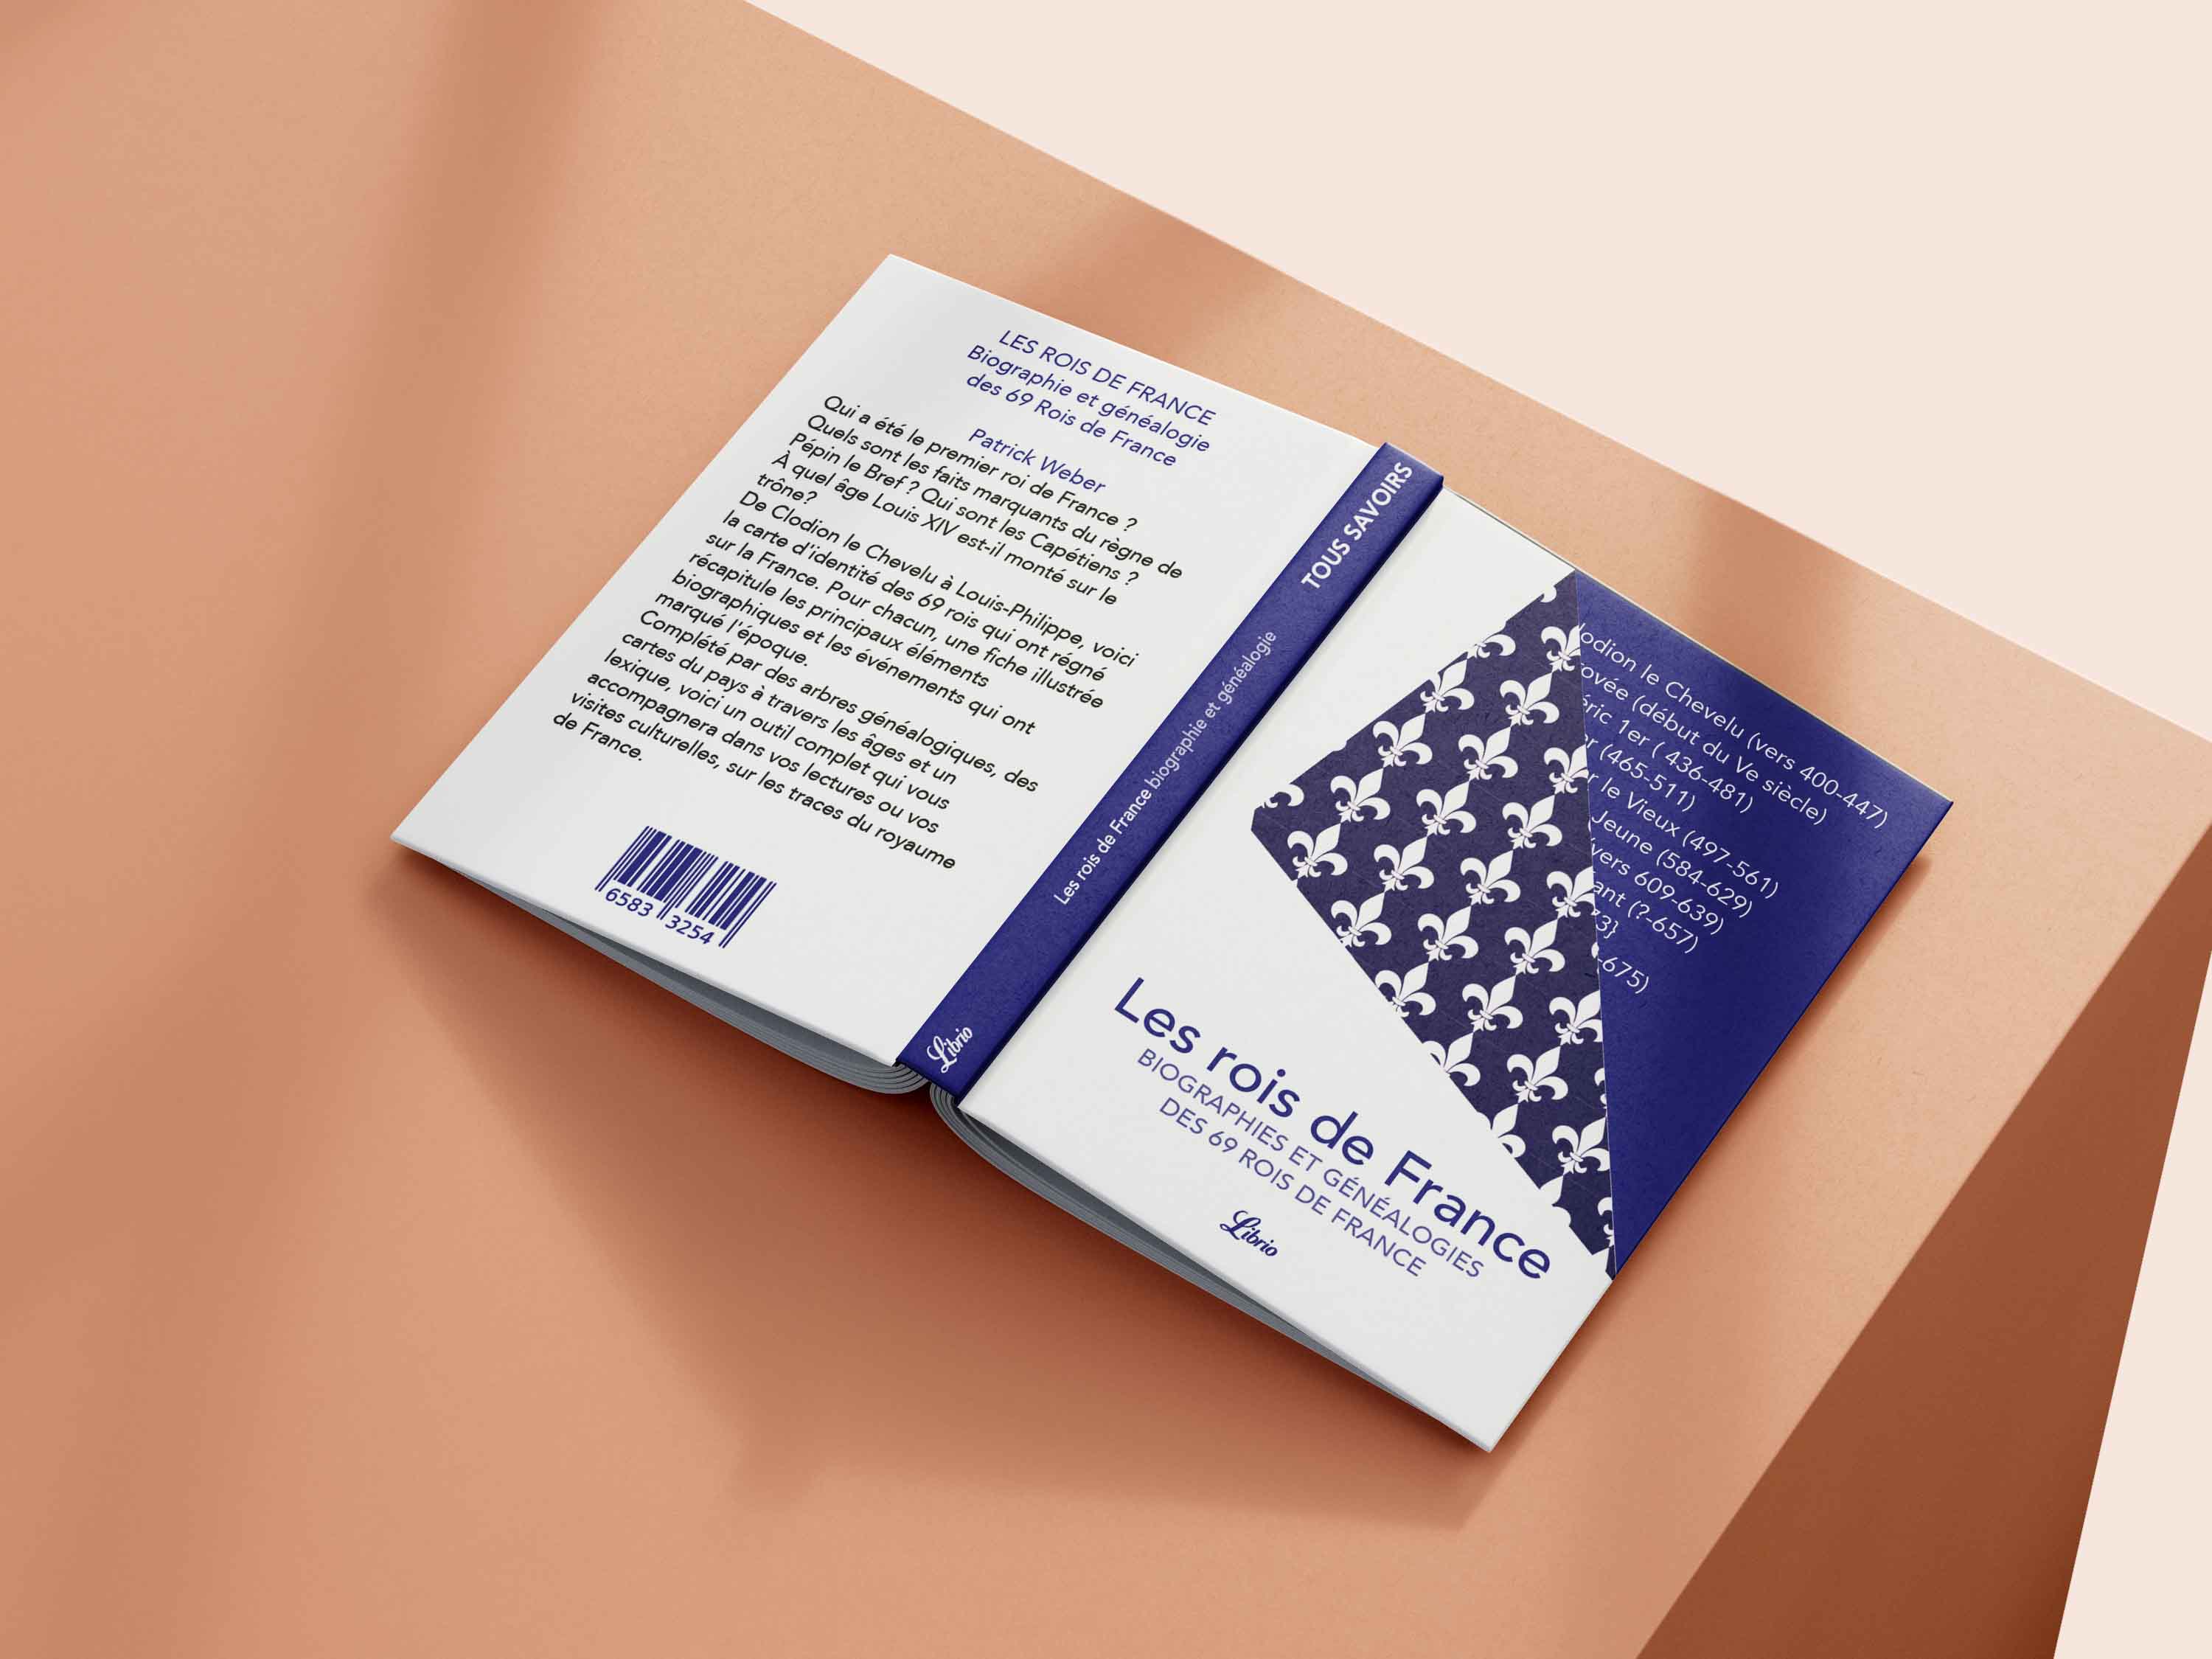 LES ROIS DE FRANCE
Biographie et généalogie
des 69 Rois de France
Patrick Weber
Qui a été le premier roi de France ?
Quels sont les faits marquants du règne de
Pépin le Bref ? Qui sont les Capétiens ?
À quel âge Louis XIV est-il monté sur le
trône?
De Clodion le Chevelu à Louis-Philippe, voici
la carte d'identité des 69 rois qui ont régné
sur la France. Pour chacun, une fiche illustrée
récapitule les principaux éléments
biographiques et les événements qui ont
marqué l'époque.
Complété par des arbres généalogiques, des
cartes du pays à travers les âges et un
lexique, voici un outil complet qui vous
accompagnera dans vos lectures ou vos
visites culturelles, sur les traces du royaume
de France.
6583 3254
TOUS SAVOIRS
Les rois de France biographie et généalogie
Librio
lodion le Chevelu (vers 400-447)
rovée (début du Ve siècle)
éric 1er ( 436-481)
r (465-511)
r le Vieux (497-561)
Jeune (584-629)
vers 609-639)
ant (?-657)
73}
-675)
Les rois de France
BIOGRAPHIES ET GÉNÉALOGIES
DES 69 ROIS DE FRANCE
Librio